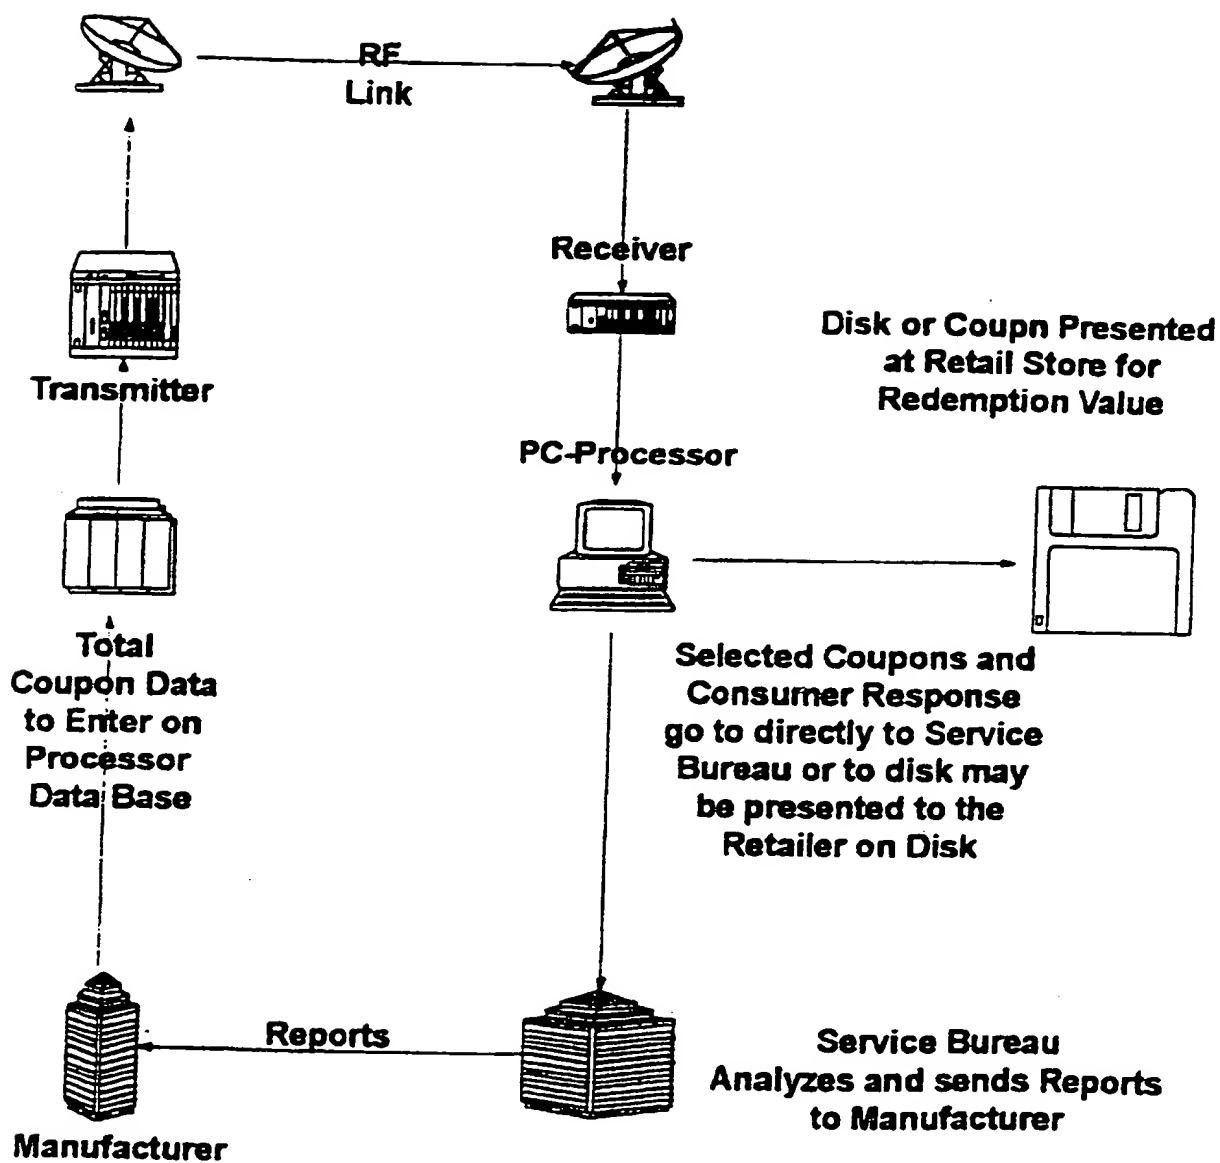 RF
Link
Receiver
Disk or Coupn Presented
at Retail Store for
Redemption Value
Transmitter
PC-Processor
Total
Coupon Data
to Enter on
Processor
Data Base
Selected Coupons and
Consumer Response
go to directly to Service
Bureau or to disk may
be presented to the
Retailer on Disk
Reports
Service Bureau
Analyzes and sends Reports
to Manufacturer
Manufacturer